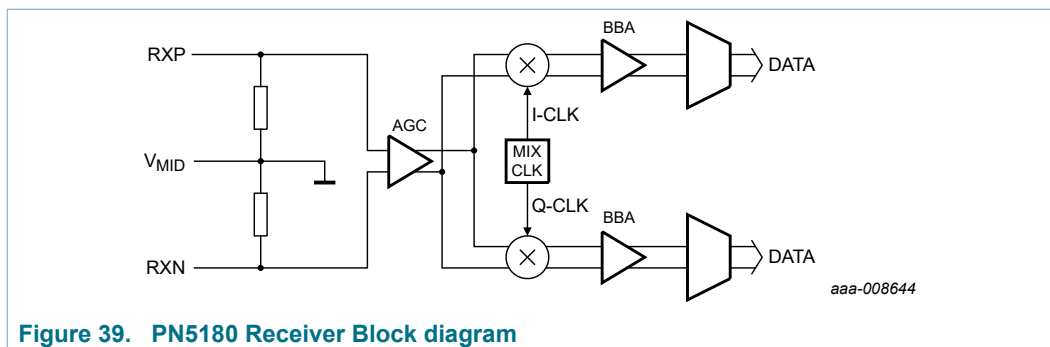 RXP
BBA
DATA
I-CLK
AGC
MIX
CLK
VMID
Q-CLK
BBA
RXN
DATA
aaa-008644
Figure 39. PN5180 Receiver Block diagram